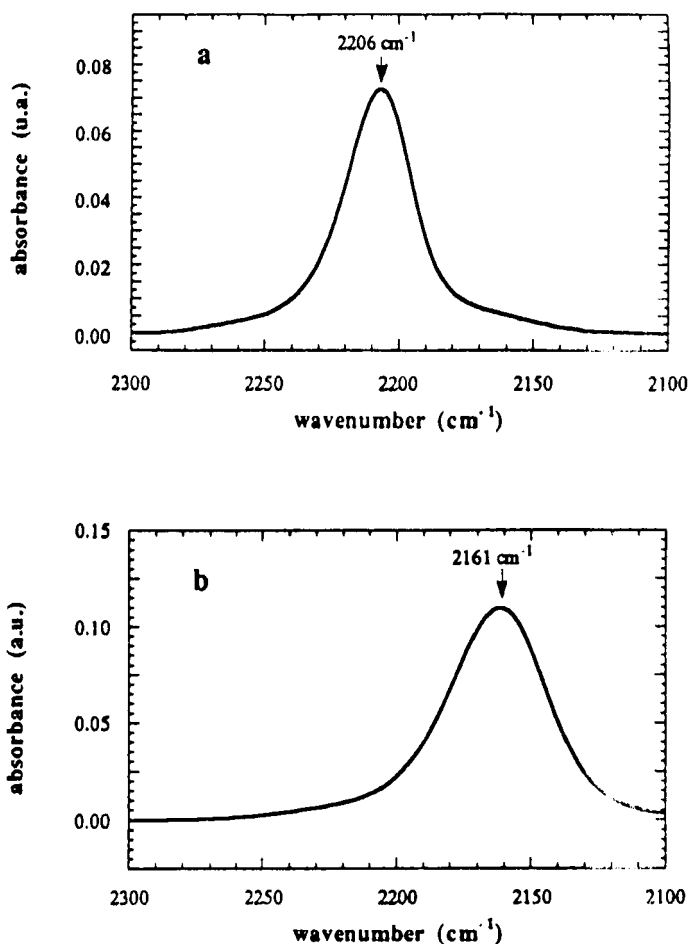 a
2206 cm⁻¹
0.08
0.06
0.04
0.02
0.00
absorbance (u.a.)
2300 2250 2200 2150 2100
wavenumber (cm⁻¹)
b
2161 cm⁻¹
0.15
0.10
0.05
0.00
absorbance (a.u.)
2300 2250 2200 2150 2100
wavenumber (cm⁻¹)